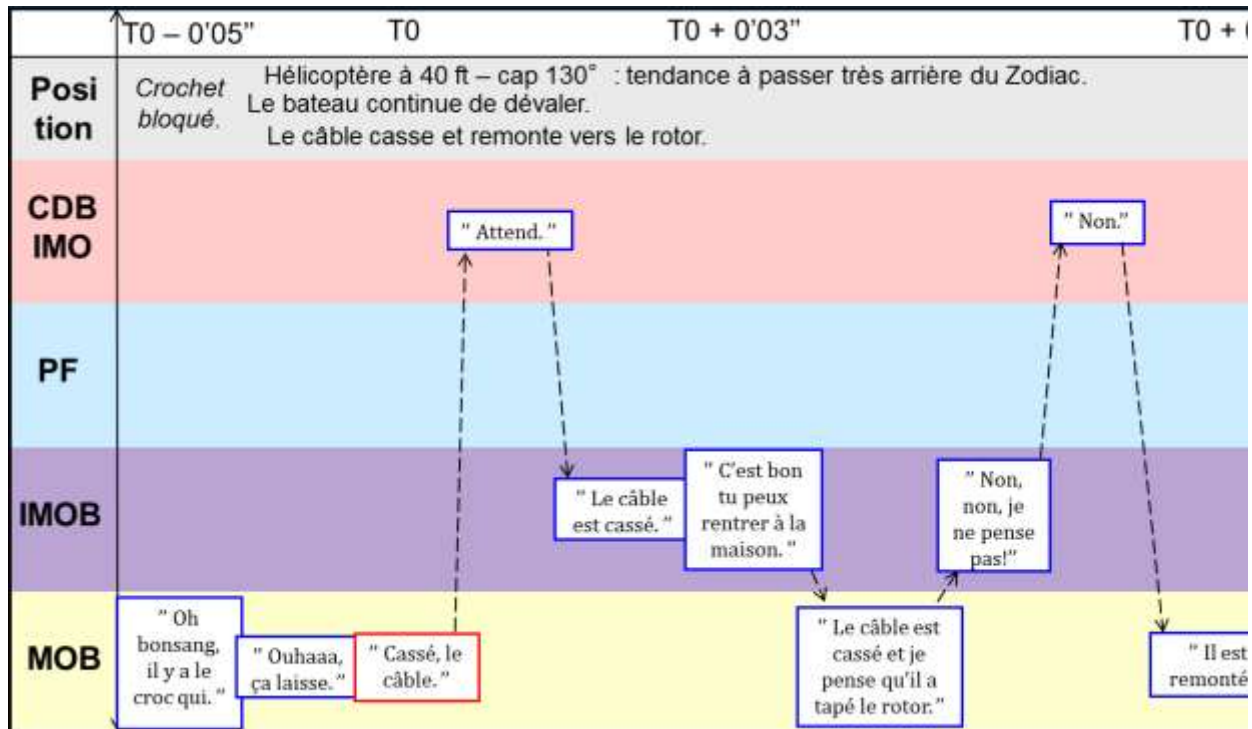 T0 – 0'05" T0 T0 + 0'03" T0 +
Posi
tion
Crochet
bloqué.
Hélicoptère à 40 ft – cap 130° : tendance à passer très arrière du Zodiac.
Le bateau continue de dévaler.
Le câble casse et remonte vers le rotor.
CDB
IMO
" Attend. "
" Non."
PF
IMOB
" Le câble
est cassé. "
" C'est bon
tu peux
rentrer à la
maison. "
" Non,
non, je
ne pense
pas!"
MOB
" Oh
bonsang,
il y a le
croc qui. "
" Ouhaaa,
ça laisse. "
" Cassé, le
câble. "
" Le câble est
cassé et je
pense qu'il a
tapé le rotor."
" Il est
remonté